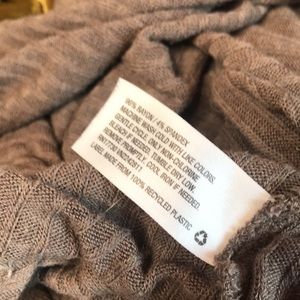 96% RAYON / 4% SPANDEX
MACHINE WASH COLD WITH LIKE COLORS.
GENTLE CYCLE. ONLY NON-CHLORINE
BLEACH IF NEEDED. TUMBLE DRY LOW.
REMOVE PROMPTLY. COOL IRON IF NEEDED.
LABEL MADE FROM 100% RECYCLED PLASTIC